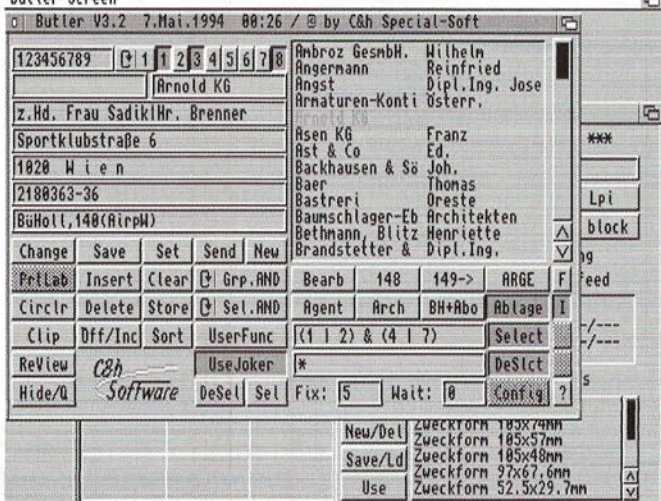 Butler Screen
Butler V3.2 7.Mai.1994 00:26 / © by C&h Special-Soft
123456789 1 1 2 3 4 5 6 7 8
Arnold KG
z.Hd. Frau Sadik|Hr. Brenner
Sportklubstraße 6
1020 W i e n
2180363-36
BüHoll,140(AirpW)
Ambroz GesmbH. Wilhelm
Angermann Reinfried
Angst Dipl.Ing. Jose
Armaturen-Konti österr.
Arnold KG
Asen KG Franz
Ast & Co Ed.
Backhausen & Sö Joh.
Baer Thomas
Bastreri Oreste
Baumschlager-Eb Architekten
Bethmann, Blitz Henriette
Brandstetter & Dipl.Ing.
***
Lpi
block
ng
feed
-/---
-/---
s
Change Save Set Send New
PrtLab Insert Clear Grp.AND Bearb 148 149-> ARGE F
Circlr Delete Store Sel.AND Agent Arch BH+Abo Ablage I
Clip Off/Inc Sort UserFunc (1 | 2) & (4 | 7) Select
ReView C&h Software UseJoker * DeSlct
Hide/Q DeSel Sel Fix: 5 Wait: 0 Config ?
New/Del
Save/Ld
Use
Zweckform 105x74mm
Zweckform 105x57mm
Zweckform 105x48mm
Zweckform 97x67.6mm
Zweckform 52.5x29.7mm